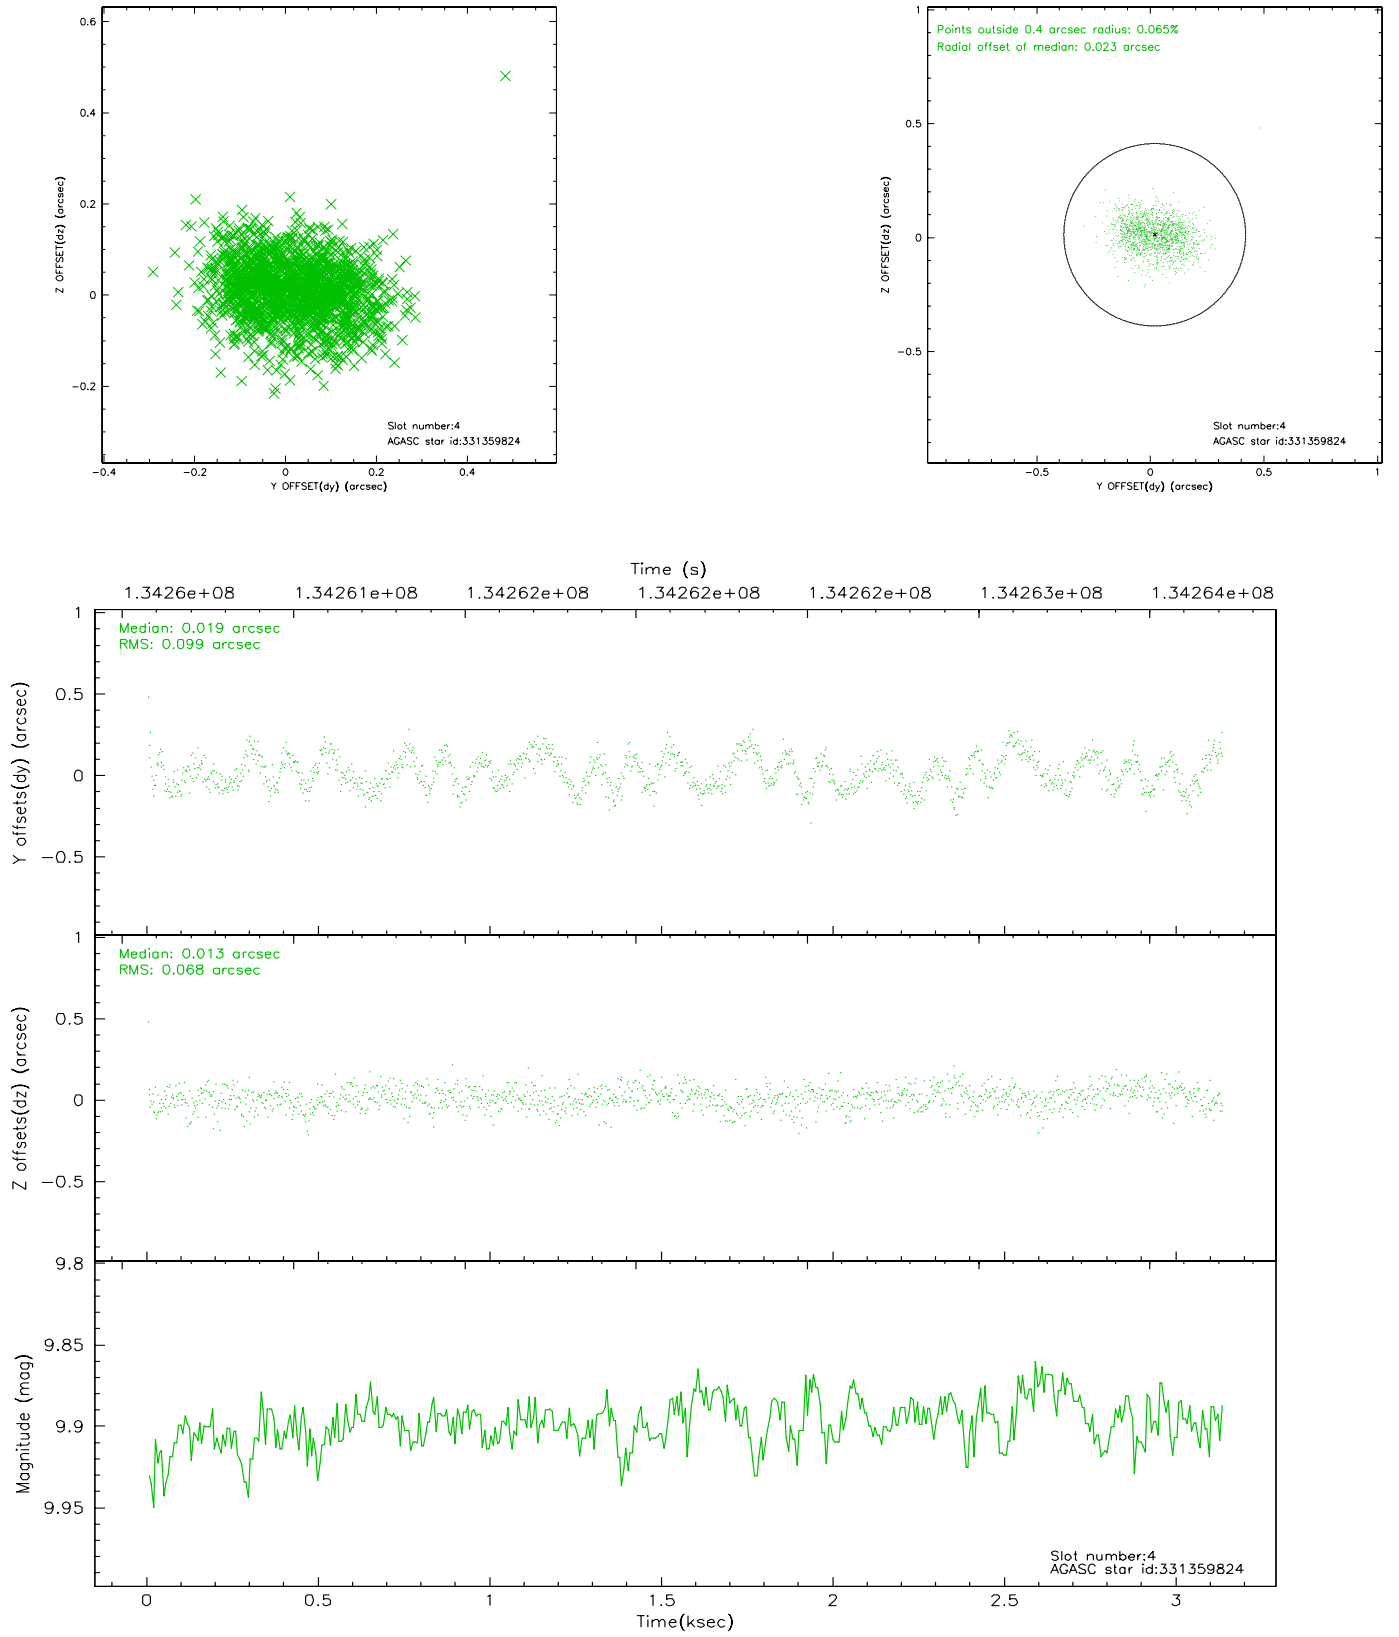 0.6
0.4
0.2
0
−0.2
Z OFFSET(dz) (arcsec)
Slot number:4
AGASC star id:331359824
−0.4 −0.2 0 0.2 0.4
Y OFFSET(dy) (arcsec)
Points outside 0.4 arcsec radius: 0.065%
Radial offset of median: 0.023 arcsec
1
0.5
0
−0.5
Z OFFSET(dz) (arcsec)
Slot number:4
AGASC star id:331359824
−0.5 0 0.5 1
Y OFFSET(dy) (arcsec)
Time (s)
1.3426e+08 1.34261e+08 1.34262e+08 1.34262e+08 1.34262e+08 1.34263e+08 1.34264e+08
Median: 0.019 arcsec
RMS: 0.099 arcsec
1
0.5
0
−0.5
Y offsets(dy) (arcsec)
Median: 0.013 arcsec
RMS: 0.068 arcsec
1
0.5
0
−0.5
Z offsets(dz) (arcsec)
9.8
9.85
9.9
9.95
Magnitude (mag)
Slot number:4
AGASC star id:331359824
0 0.5 1 1.5 2 2.5 3
Time(ksec)